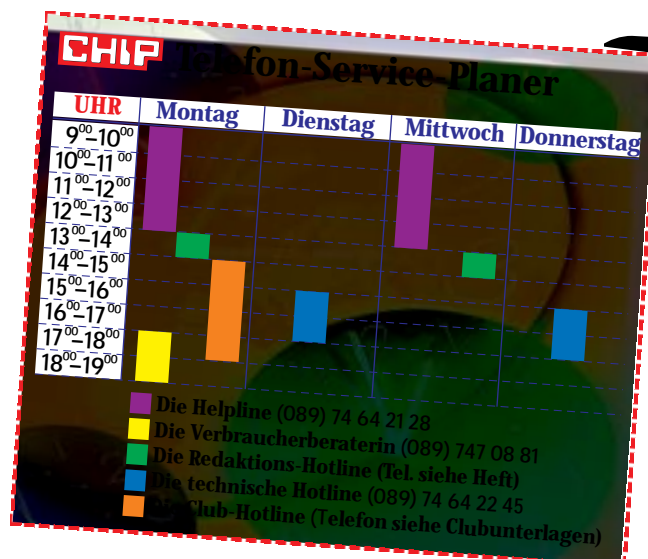 CHIP Telefon-Service-Planer
UHR Montag Dienstag Mittwoch Donnerstag
9⁰⁰–10⁰⁰
10⁰⁰–11⁰⁰
11⁰⁰–12⁰⁰
12⁰⁰–13⁰⁰
13⁰⁰–14⁰⁰
14⁰⁰–15⁰⁰
15⁰⁰–16⁰⁰
16⁰⁰–17⁰⁰
17⁰⁰–18⁰⁰
18⁰⁰–19⁰⁰
Die Helpline (089) 74 64 21 28
Die Verbraucherberaterin (089) 747 08 81
Die Redaktions-Hotline (Tel. siehe Heft)
Die technische Hotline (089) 74 64 22 45
Die Club-Hotline (Telefon siehe Clubunterlagen)